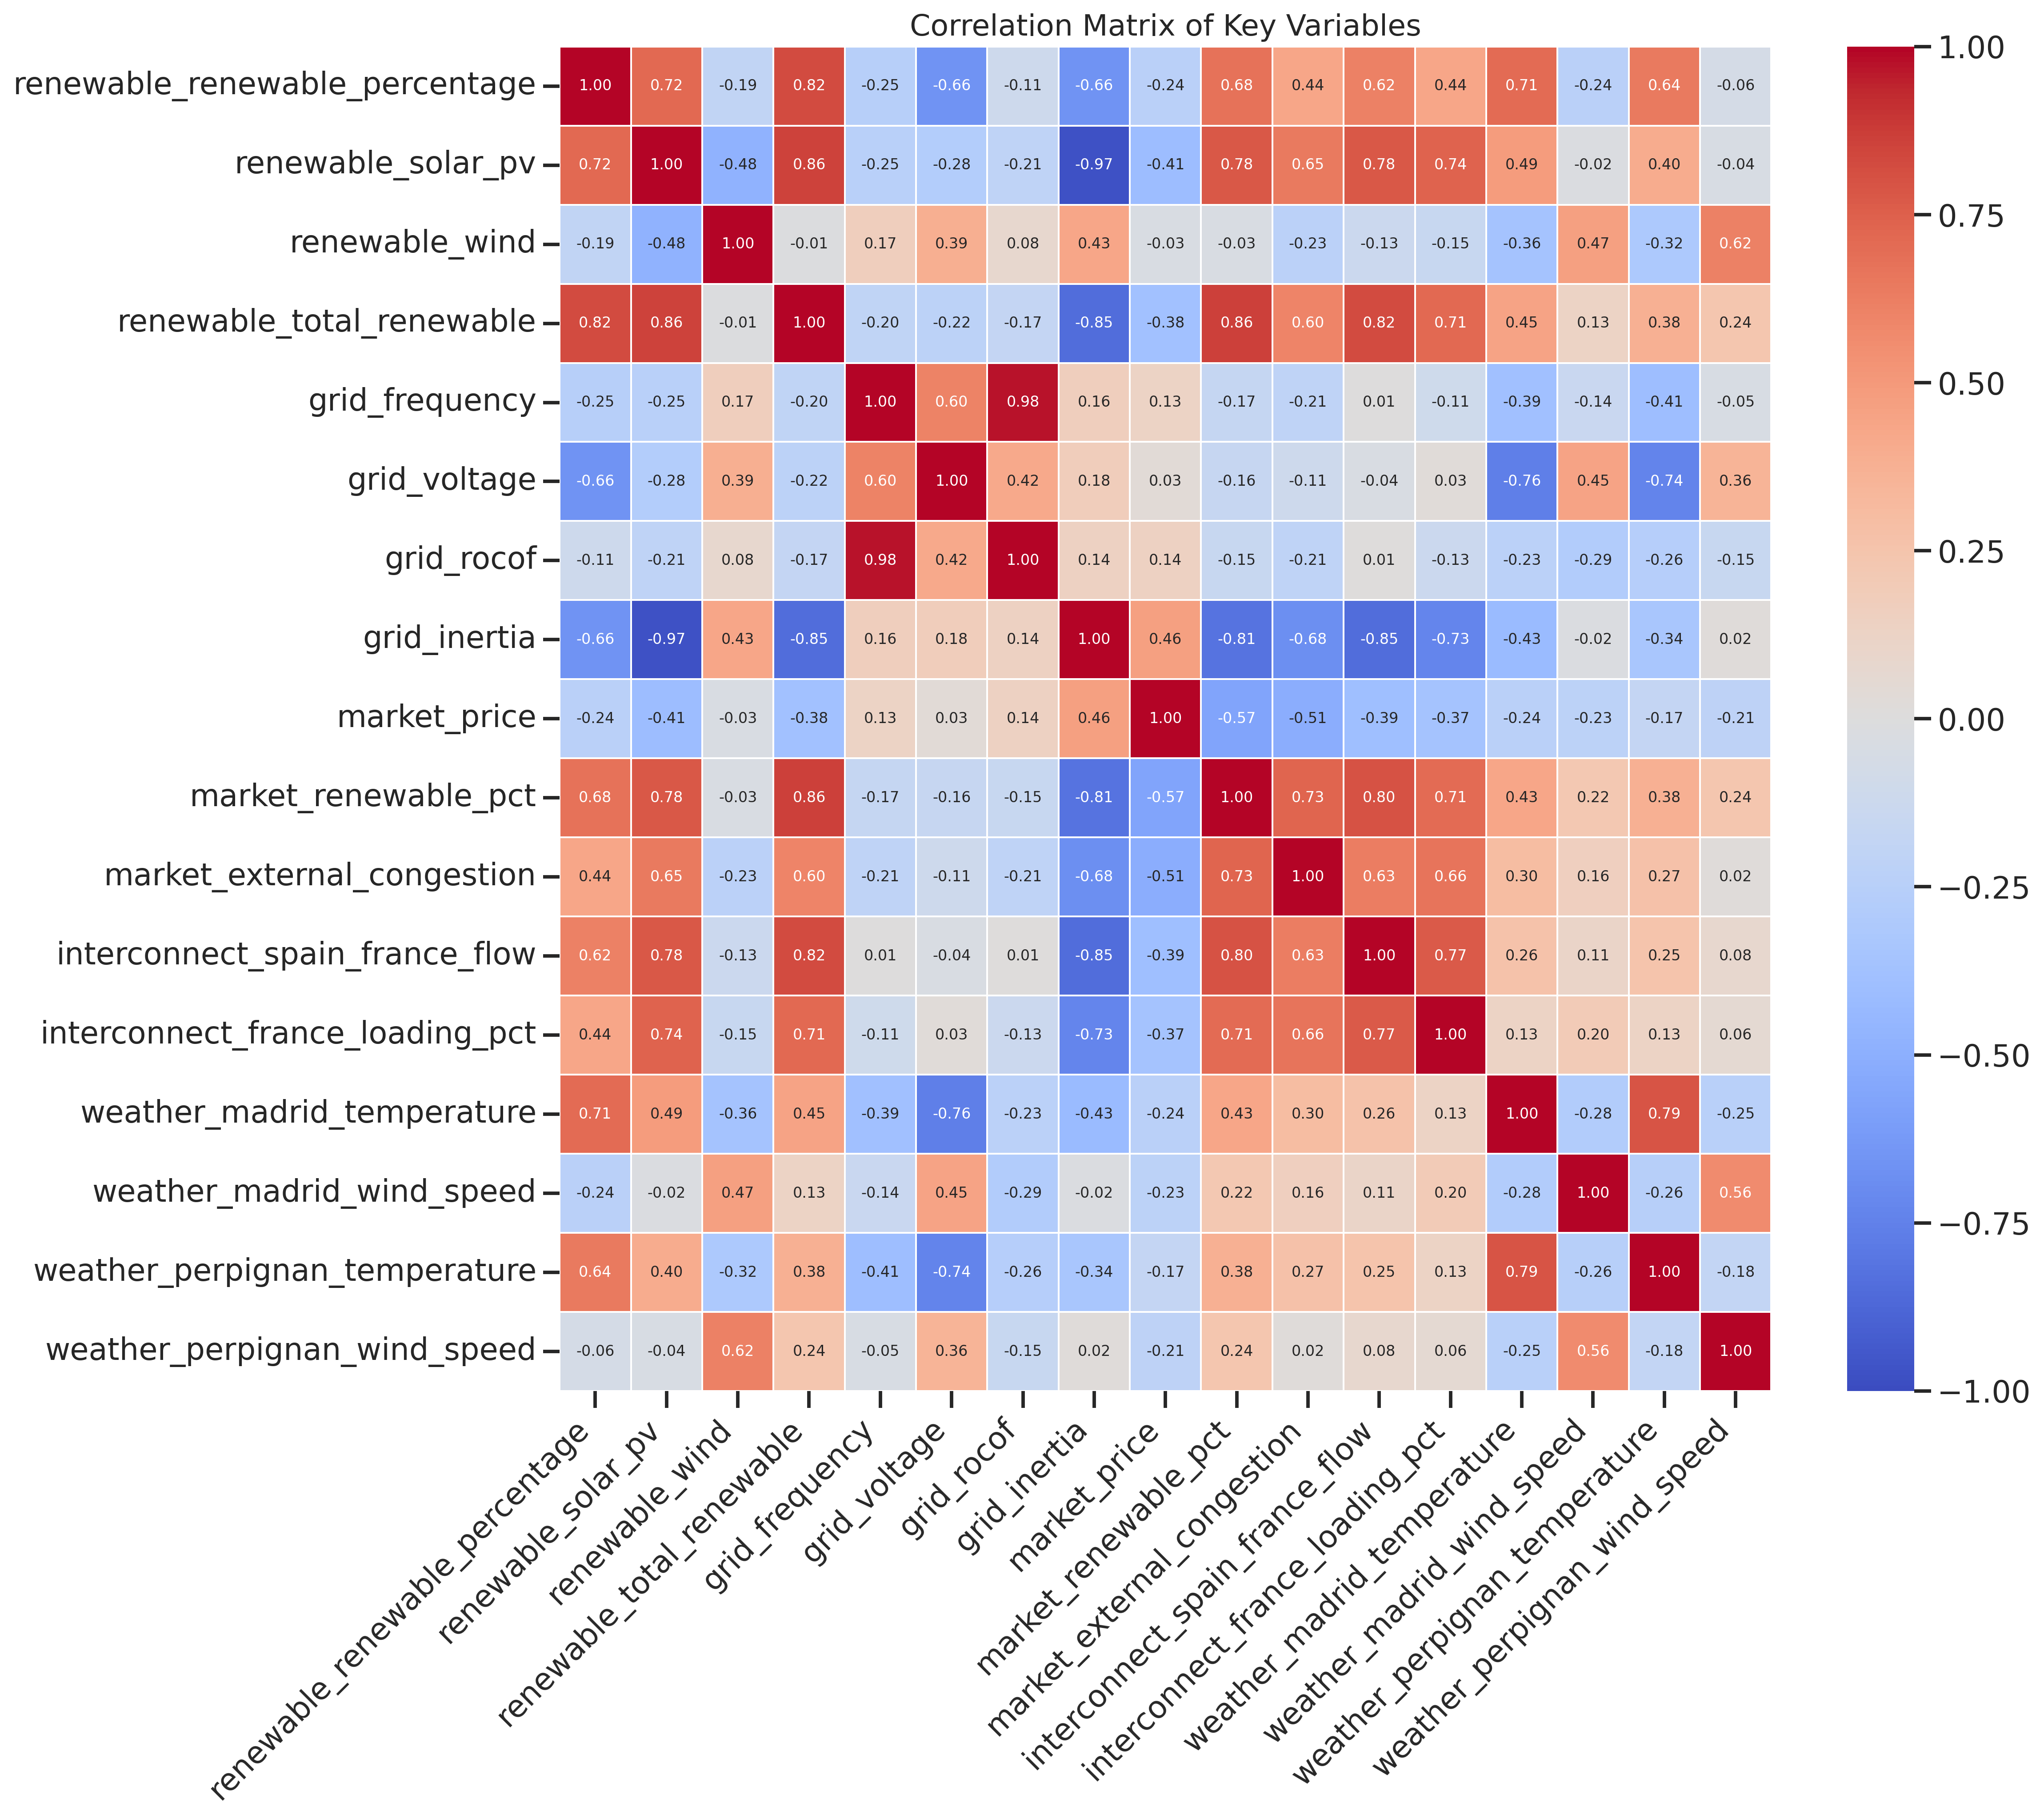 Correlation Matrix of Key Variables
renewable_renewable_percentage 1.00 0.72 -0.19 0.82 -0.25 -0.66 -0.11 -0.66 -0.24 0.68 0.44 0.62 0.44 0.71 -0.24 0.64 -0.06
renewable_solar_pv 0.72 1.00 -0.48 0.86 -0.25 -0.28 -0.21 -0.97 -0.41 0.78 0.65 0.78 0.74 0.49 -0.02 0.40 -0.04
renewable_wind -0.19 -0.48 1.00 -0.01 0.17 0.39 0.08 0.43 -0.03 -0.03 -0.23 -0.13 -0.15 -0.36 0.47 -0.32 0.62
renewable_total_renewable 0.82 0.86 -0.01 1.00 -0.20 -0.22 -0.17 -0.85 -0.38 0.86 0.60 0.82 0.71 0.45 0.13 0.38 0.24
grid_frequency -0.25 -0.25 0.17 -0.20 1.00 0.60 0.98 0.16 0.13 -0.17 -0.21 0.01 -0.11 -0.39 -0.14 -0.41 -0.05
grid_voltage -0.66 -0.28 0.39 -0.22 0.60 1.00 0.42 0.18 0.03 -0.16 -0.11 -0.04 0.03 -0.76 0.45 -0.74 0.36
grid_rocof -0.11 -0.21 0.08 -0.17 0.98 0.42 1.00 0.14 0.14 -0.15 -0.21 0.01 -0.13 -0.23 -0.29 -0.26 -0.15
grid_inertia -0.66 -0.97 0.43 -0.85 0.16 0.18 0.14 1.00 0.46 -0.81 -0.68 -0.85 -0.73 -0.43 -0.02 -0.34 0.02
market_price -0.24 -0.41 -0.03 -0.38 0.13 0.03 0.14 0.46 1.00 -0.57 -0.51 -0.39 -0.37 -0.24 -0.23 -0.17 -0.21
market_renewable_pct 0.68 0.78 -0.03 0.86 -0.17 -0.16 -0.15 -0.81 -0.57 1.00 0.73 0.80 0.71 0.43 0.22 0.38 0.24
market_external_congestion 0.44 0.65 -0.23 0.60 -0.21 -0.11 -0.21 -0.68 -0.51 0.73 1.00 0.63 0.66 0.30 0.16 0.27 0.02
interconnect_spain_france_flow 0.62 0.78 -0.13 0.82 0.01 -0.04 0.01 -0.85 -0.39 0.80 0.63 1.00 0.77 0.26 0.11 0.25 0.08
interconnect_france_loading_pct 0.44 0.74 -0.15 0.71 -0.11 0.03 -0.13 -0.73 -0.37 0.71 0.66 0.77 1.00 0.13 0.20 0.13 0.06
weather_madrid_temperature 0.71 0.49 -0.36 0.45 -0.39 -0.76 -0.23 -0.43 -0.24 0.43 0.30 0.26 0.13 1.00 -0.28 0.79 -0.25
weather_madrid_wind_speed -0.24 -0.02 0.47 0.13 -0.14 0.45 -0.29 -0.02 -0.23 0.22 0.16 0.11 0.20 -0.28 1.00 -0.26 0.56
weather_perpignan_temperature 0.64 0.40 -0.32 0.38 -0.41 -0.74 -0.26 -0.34 -0.17 0.38 0.27 0.25 0.13 0.79 -0.26 1.00 -0.18
weather_perpignan_wind_speed -0.06 -0.04 0.62 0.24 -0.05 0.36 -0.15 0.02 -0.21 0.24 0.02 0.08 0.06 -0.25 0.56 -0.18 1.00
renewable_renewable_percentage
renewable_solar_pv
renewable_wind
renewable_total_renewable
grid_frequency
grid_voltage
grid_rocof
grid_inertia
market_price
market_renewable_pct
market_external_congestion
interconnect_spain_france_flow
interconnect_france_loading_pct
weather_madrid_temperature
weather_madrid_wind_speed
weather_perpignan_temperature
weather_perpignan_wind_speed
1.00
0.75
0.50
0.25
0.00
−0.25
−0.50
−0.75
−1.00